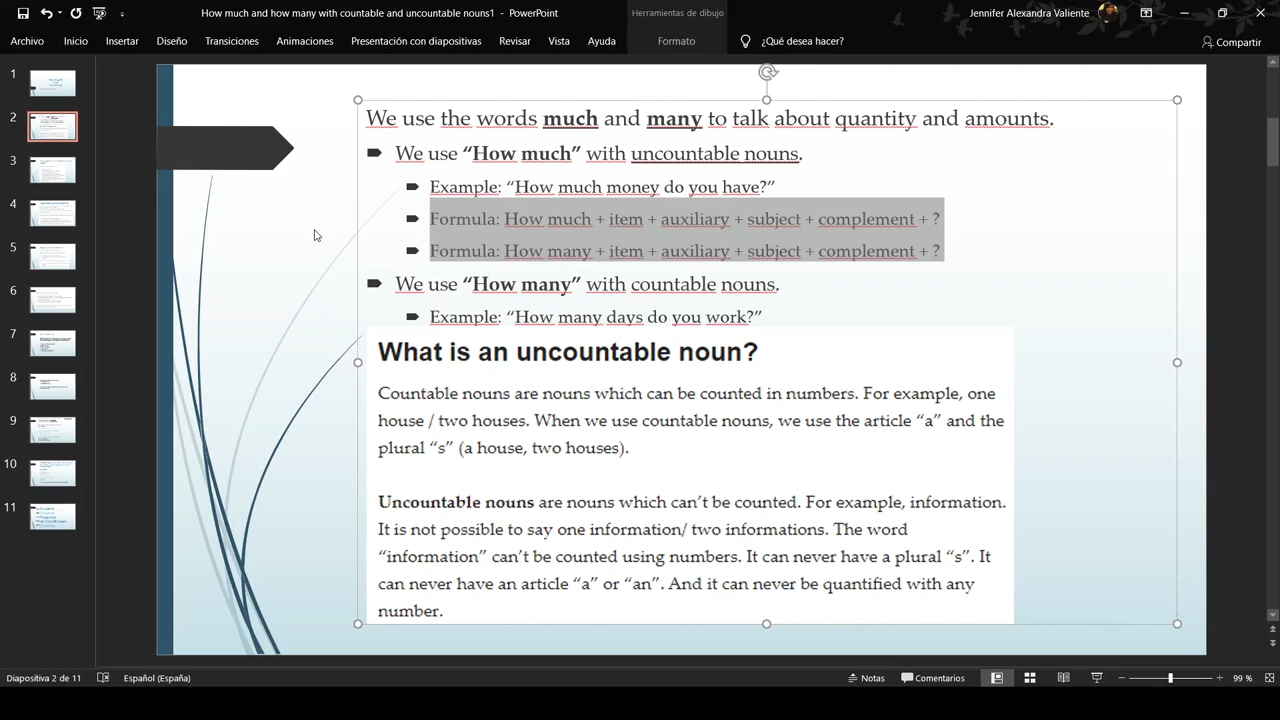 How much and how many with countable and uncountable nouns1 - PowerPoint
Herramientas de dibujo
Jennifer Alexandra Valiente
Archivo Inicio Insertar Diseño Transiciones Animaciones Presentación con diapositivas Revisar Vista Ayuda Formato ¿Qué desea hacer? Compartir
1
2
3
4
5
6
7
8
9
10
11
We use the words much and many to talk about quantity and amounts.
We use “How much” with uncountable nouns.
Example: “How much money do you have?”
Formula: How much + item + auxiliary + subject + complement + ?
Formula: How many + item + auxiliary + subject + complement + ?
We use “How many” with countable nouns.
Example: “How many days do you work?”
What is an uncountable noun?
Countable nouns are nouns which can be counted in numbers. For example, one
house / two houses. When we use countable nouns, we use the article “a” and the
plural “s” (a house, two houses).
Uncountable nouns are nouns which can’t be counted. For example, information.
It is not possible to say one information/ two informations. The word
“information” can’t be counted using numbers. It can never have a plural “s”. It
can never have an article “a” or “an”. And it can never be quantified with any
number.
Diapositiva 2 de 11 Español (España) Notas Comentarios 99 %